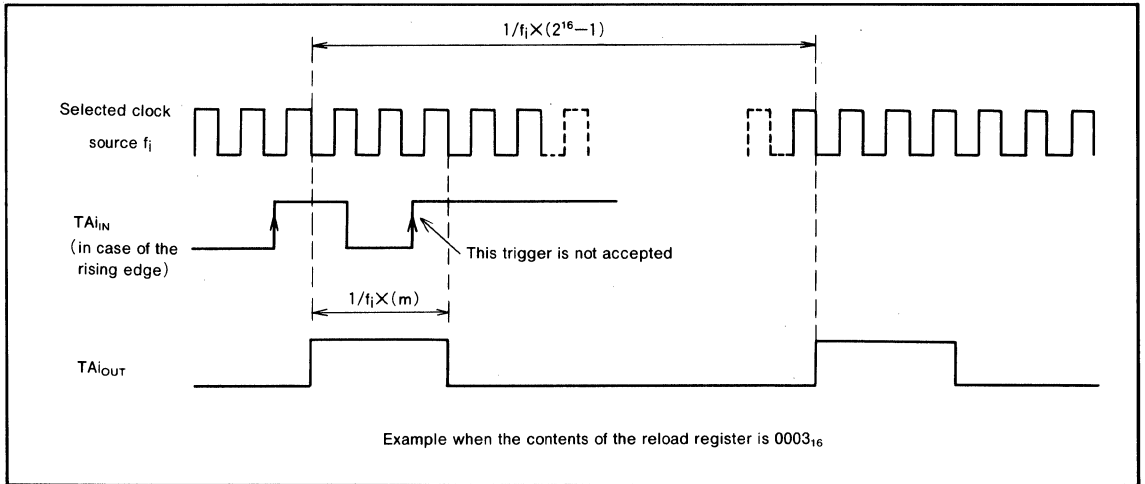 1/fi×(2¹⁶−1)
Selected clock
source fi
TAiIN
(in case of the
rising edge)
This trigger is not accepted
1/fi×(m)
TAiOUT
Example when the contents of the reload register is 0003₁₆